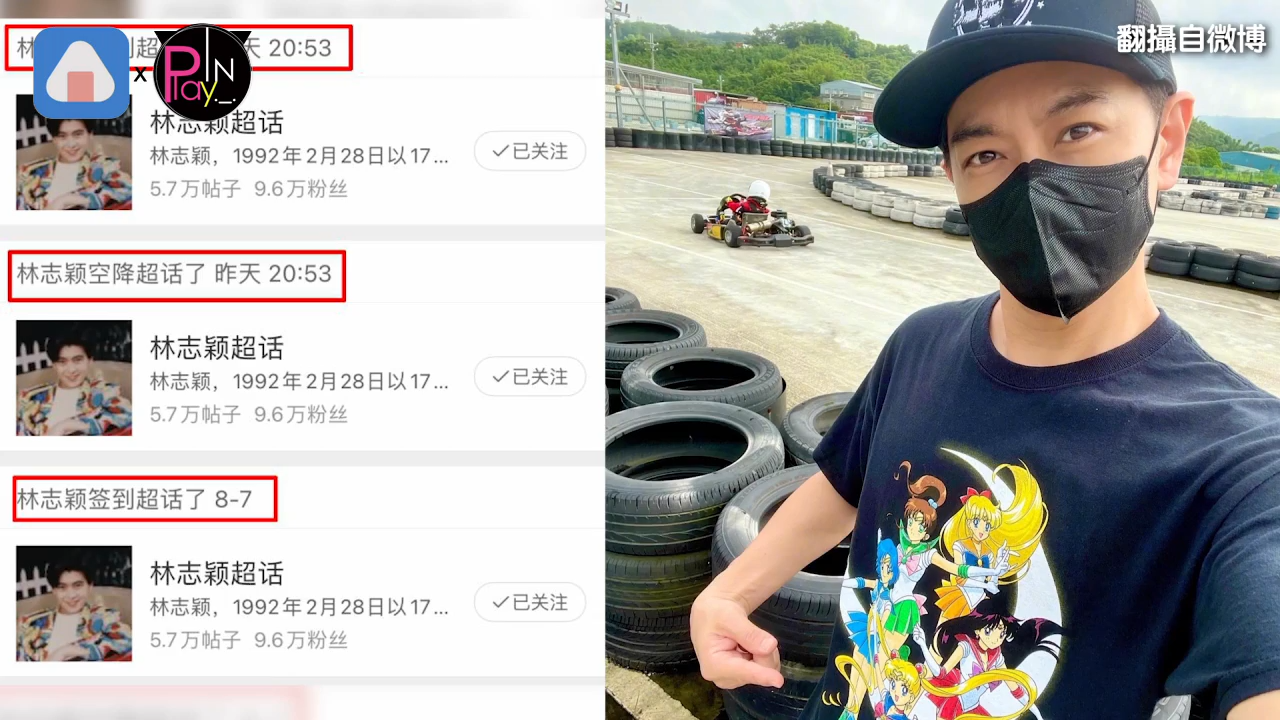 林 到超 天 20:53
x
Play IN
翻攝自微博
林志颖超话
林志颖，1992年2月28日以17...
5.7万帖子 9.6万粉丝
✓已关注
林志颖空降超话了 昨天 20:53
林志颖超话
林志颖，1992年2月28日以17...
5.7万帖子 9.6万粉丝
✓已关注
林志颖签到超话了 8-7
林志颖超话
林志颖，1992年2月28日以17...
5.7万帖子 9.6万粉丝
✓已关注